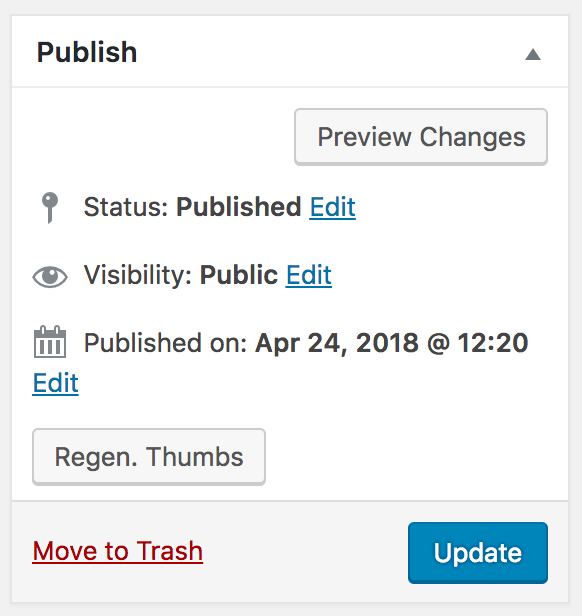 Publish
Preview Changes
Status: Published Edit
Visibility: Public Edit
Published on: Apr 24, 2018 @ 12:20
Edit
Regen. Thumbs
Move to Trash
Update